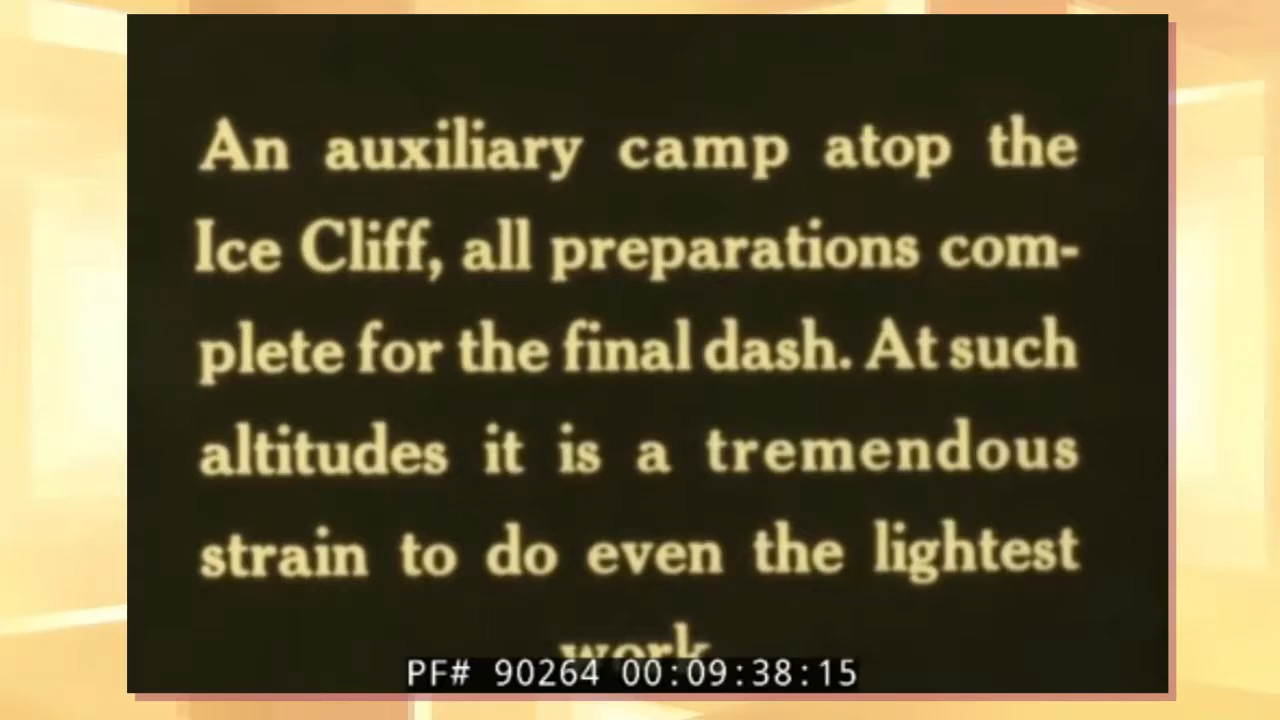 An auxiliary camp atop the
Ice Cliff, all preparations com-
plete for the final dash. At such
altitudes it is a tremendous
strain to do even the lightest
work
PF# 90264 00:09:38:15